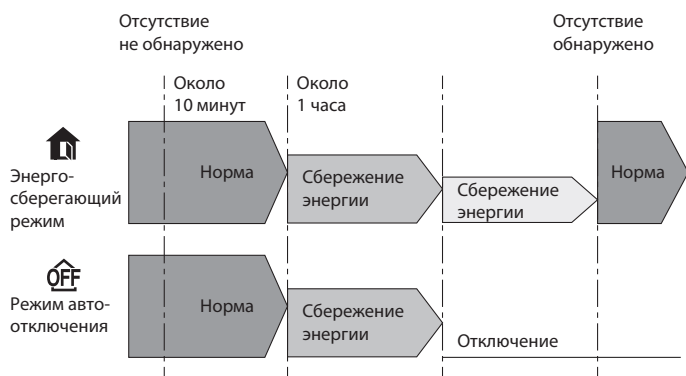 Отсутствие
не обнаружено
Отсутствие
обнаружено
Около
10 минут
Около
1 часа
Энерго-
сберегающий
режим
Норма
Сбережение
энергии
Сбережение
энергии
Норма
OFF
Режим авто-
отключения
Норма
Сбережение
энергии
Отключение